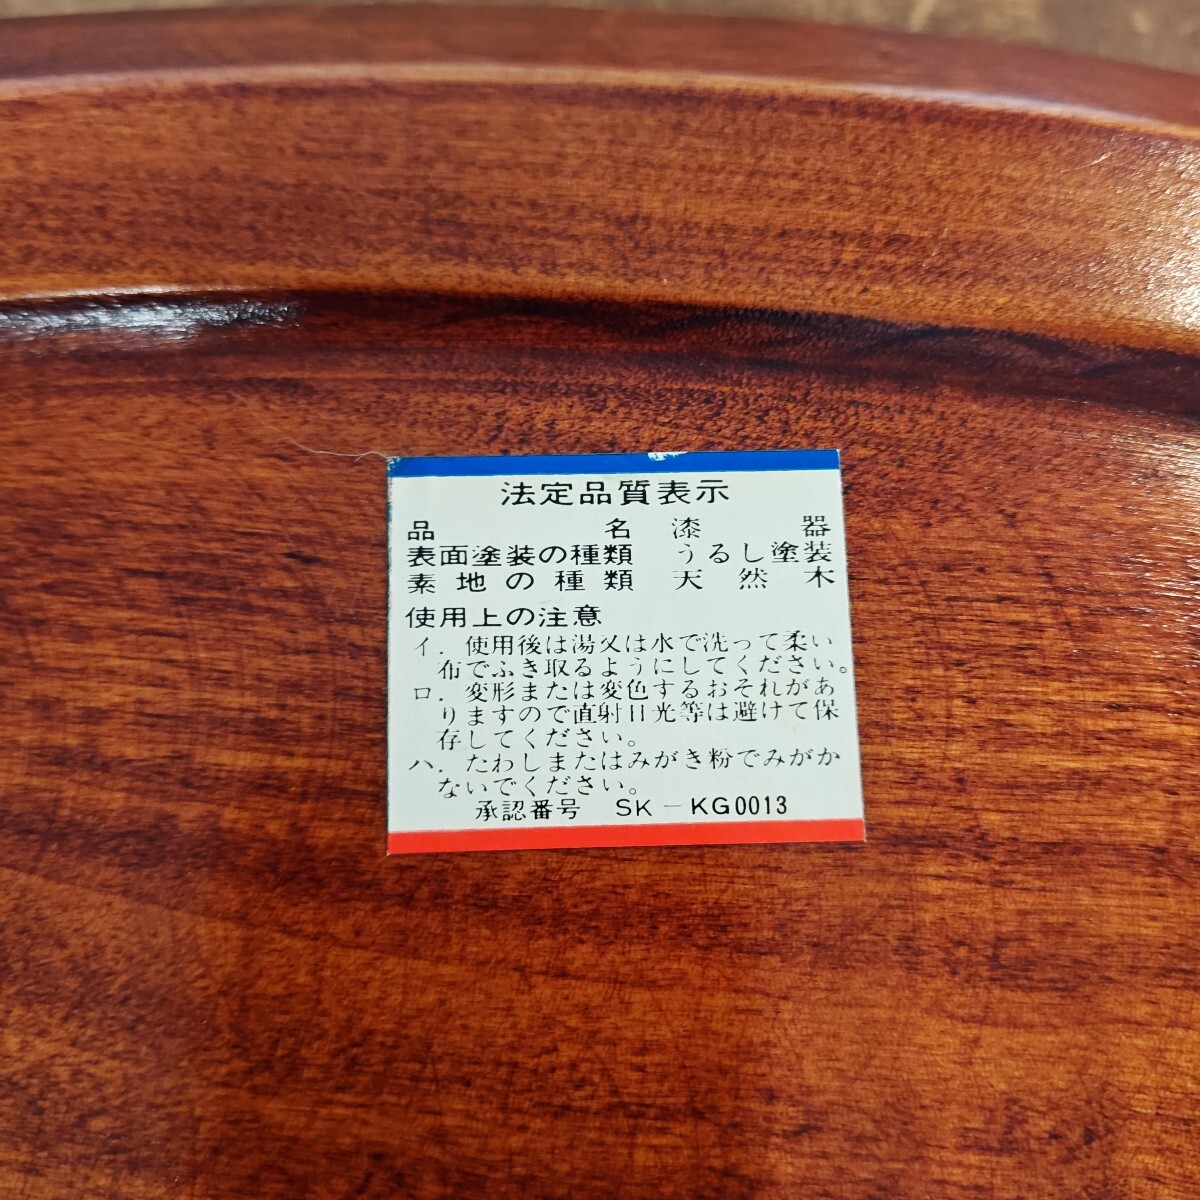 法定品質表示
品名 漆器
表面塗装の種類 うるし塗装
素地の種類 天然木
使用上の注意
イ. 使用後は湯又は水で洗って柔い
布でふき取るようにしてください。
ロ. 変形または変色するおそれがあ
りますので直射日光等は避けて保
存してください。
ハ. たわしまたはみがき粉でみがか
ないでください。
承認番号 SK－KG0013